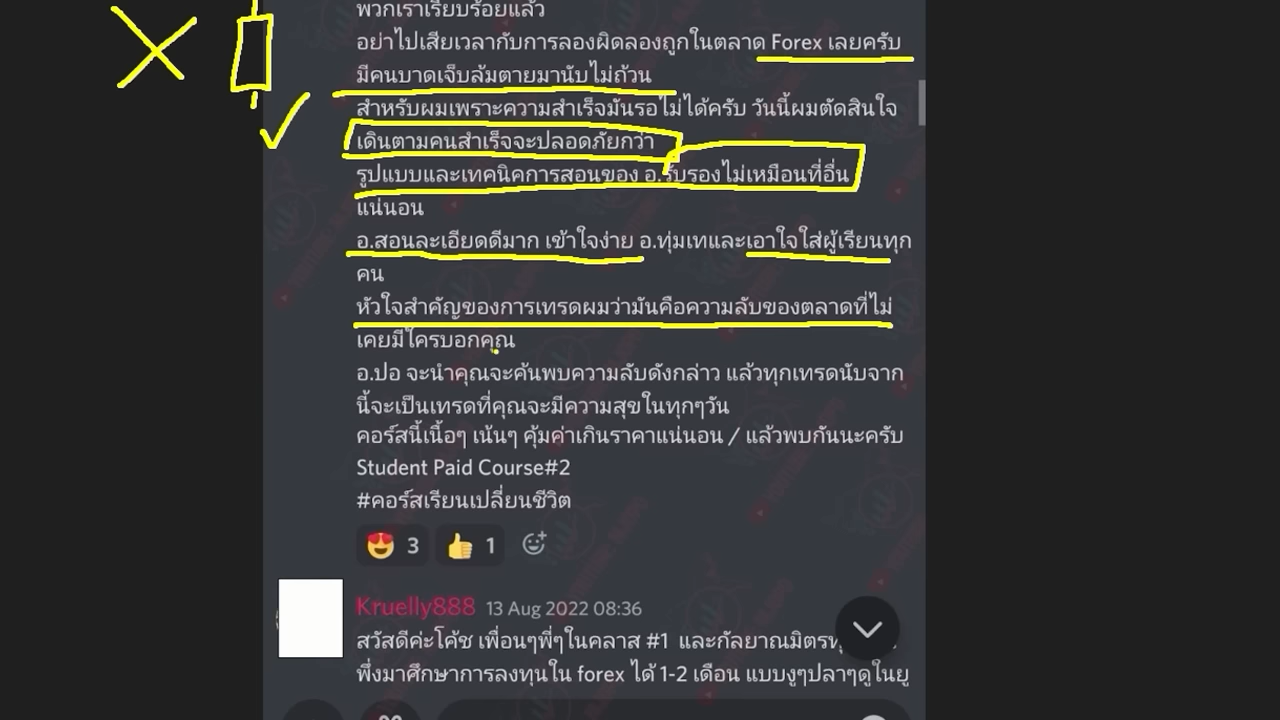 พวกเราเรียบร้อยแล้ว
อย่าไปเสียเวลากับการลองผิดลองถูกในตลาด Forex เลยครับ
มีคนบาดเจ็บล้มตายมานับไม่ถ้วน
สำหรับผมเพราะความสำเร็จมันรอไม่ได้ครับ วันนี้ผมตัดสินใจ
เดินตามคนสำเร็จจะปลอดภัยกว่า
รูปแบบและเทคนิคการสอนของ อ.รับรองไม่เหมือนที่อื่น
แน่นอน
อ.สอนละเอียดดีมาก เข้าใจง่าย อ.ทุ่มเทและเอาใจใส่ผู้เรียนทุก
คน
หัวใจสำคัญของการเทรดผมว่ามันคือความลับของตลาดที่ไม่
เคยมีใครบอกคุณ
อ.ปอ จะนำคุณจะค้นพบความลับดังกล่าว แล้วทุกเทรดนับจาก
นี้จะเป็นเทรดที่คุณจะมีความสุขในทุกๆวัน
คอร์สนี้เนื้อๆ เน้นๆ คุ้มค่าเกินราคาแน่นอน / แล้วพบกันนะครับ
Student Paid Course#2
#คอร์สเรียนเปลี่ยนชีวิต
3 1
Kruelly888 13 Aug 2022 08:36
สวัสดีค่ะโค้ช เพื่อนๆพี่ๆในคลาส #1 และกัลยาณมิตร
พึ่งมาศึกษาการลงทุนใน forex ได้ 1-2 เดือน แบบงูๆปลาๆดูในยู